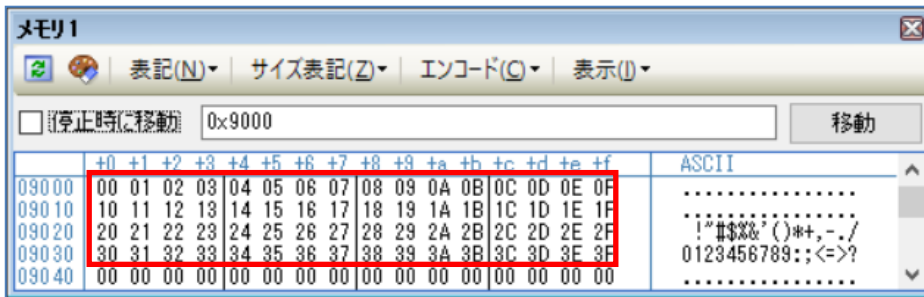 メモリ1
表記(N)▾ サイズ表記(Z)▾ エンコード(C)▾ 表示(I)▾
停止時に移動 0x9000 移動
+0 +1 +2 +3 +4 +5 +6 +7 +8 +9 +a +b +c +d +e +f ASCII
09000 00 01 02 03 04 05 06 07 08 09 0A 0B 0C 0D 0E 0F ................
09010 10 11 12 13 14 15 16 17 18 19 1A 1B 1C 1D 1E 1F ................
09020 20 21 22 23 24 25 26 27 28 29 2A 2B 2C 2D 2E 2F !"#$%&'()*+,-./
09030 30 31 32 33 34 35 36 37 38 39 3A 3B 3C 3D 3E 3F 0123456789:;<=>?
09040 00 00 00 00 00 00 00 00 00 00 00 00 00 00 00 00 ................